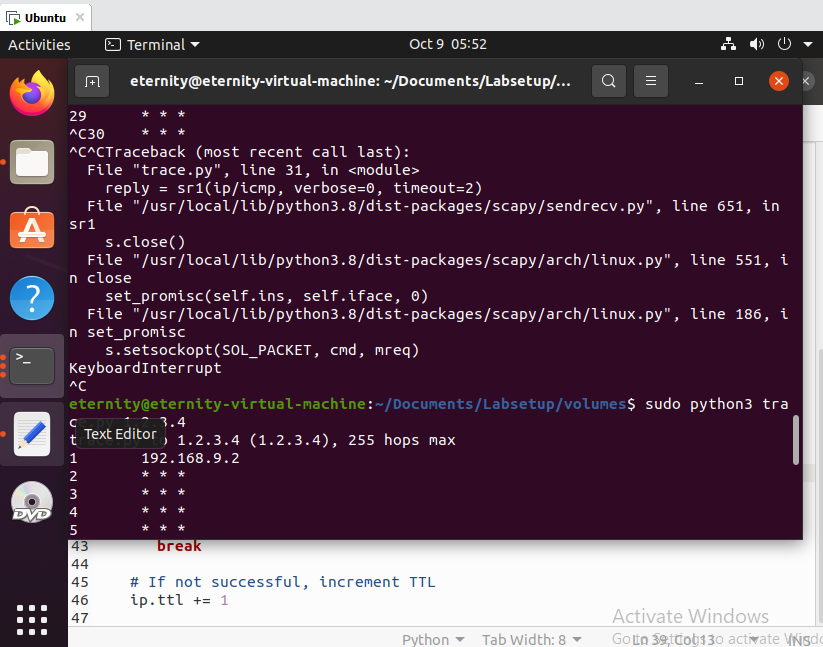 Ubuntu
Activities
Terminal
Oct 9 05:52
eternity@eternity-virtual-machine: ~/Documents/Labsetup/...
29 * * *
^C30 * * *
^C^CTraceback (most recent call last):
File "trace.py", line 31, in <module>
reply = sr1(ip/icmp, verbose=0, timeout=2)
File "/usr/local/lib/python3.8/dist-packages/scapy/sendrecv.py", line 651, in
sr1
s.close()
File "/usr/local/lib/python3.8/dist-packages/scapy/arch/linux.py", line 551, i
n close
set_promisc(self.ins, self.iface, 0)
File "/usr/local/lib/python3.8/dist-packages/scapy/arch/linux.py", line 186, i
n set_promisc
s.setsockopt(SOL_PACKET, cmd, mreq)
KeyboardInterrupt
^C
eternity@eternity-virtual-machine:~/Documents/Labsetup/volumes$ sudo python3 tra
3.4
Text Editor
1.2.3.4 (1.2.3.4), 255 hops max
1 192.168.9.2
2 * * *
3 * * *
4 * * *
5 * * *
43 break
44
45 # If not successful, increment TTL
46 ip.ttl += 1
47
Activate Windows
Go to Settings to activate Windo
Python
Tab Width: 8
Ln 39, Col 13
INS
DVD